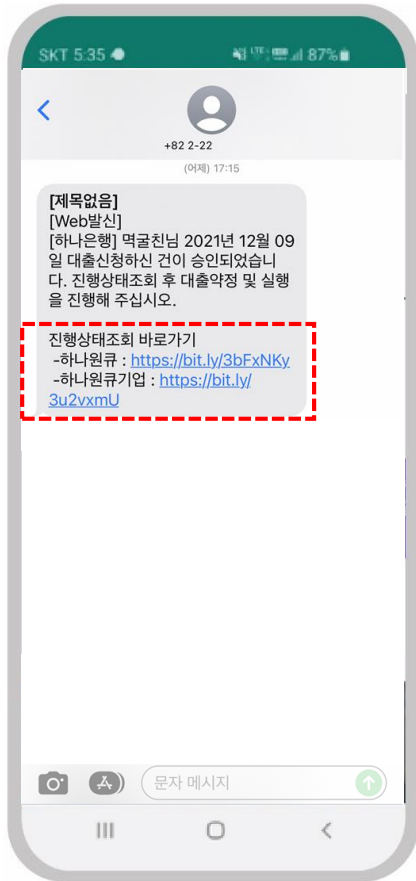 SKT 5:35
LTE 87%
+82 2-22
(어제) 17:15
[제목없음]
[Web발신]
[하나은행] 멱굴친님 2021년 12월 09
일 대출신청하신 건이 승인되었습니
다. 진행상태조회 후 대출약정 및 실행
을 진행해 주십시오.
진행상태조회 바로가기
-하나원큐 : https://bit.ly/3bFxNKy
-하나원큐기업 : https://bit.ly/
3u2vxmU
문자 메시지